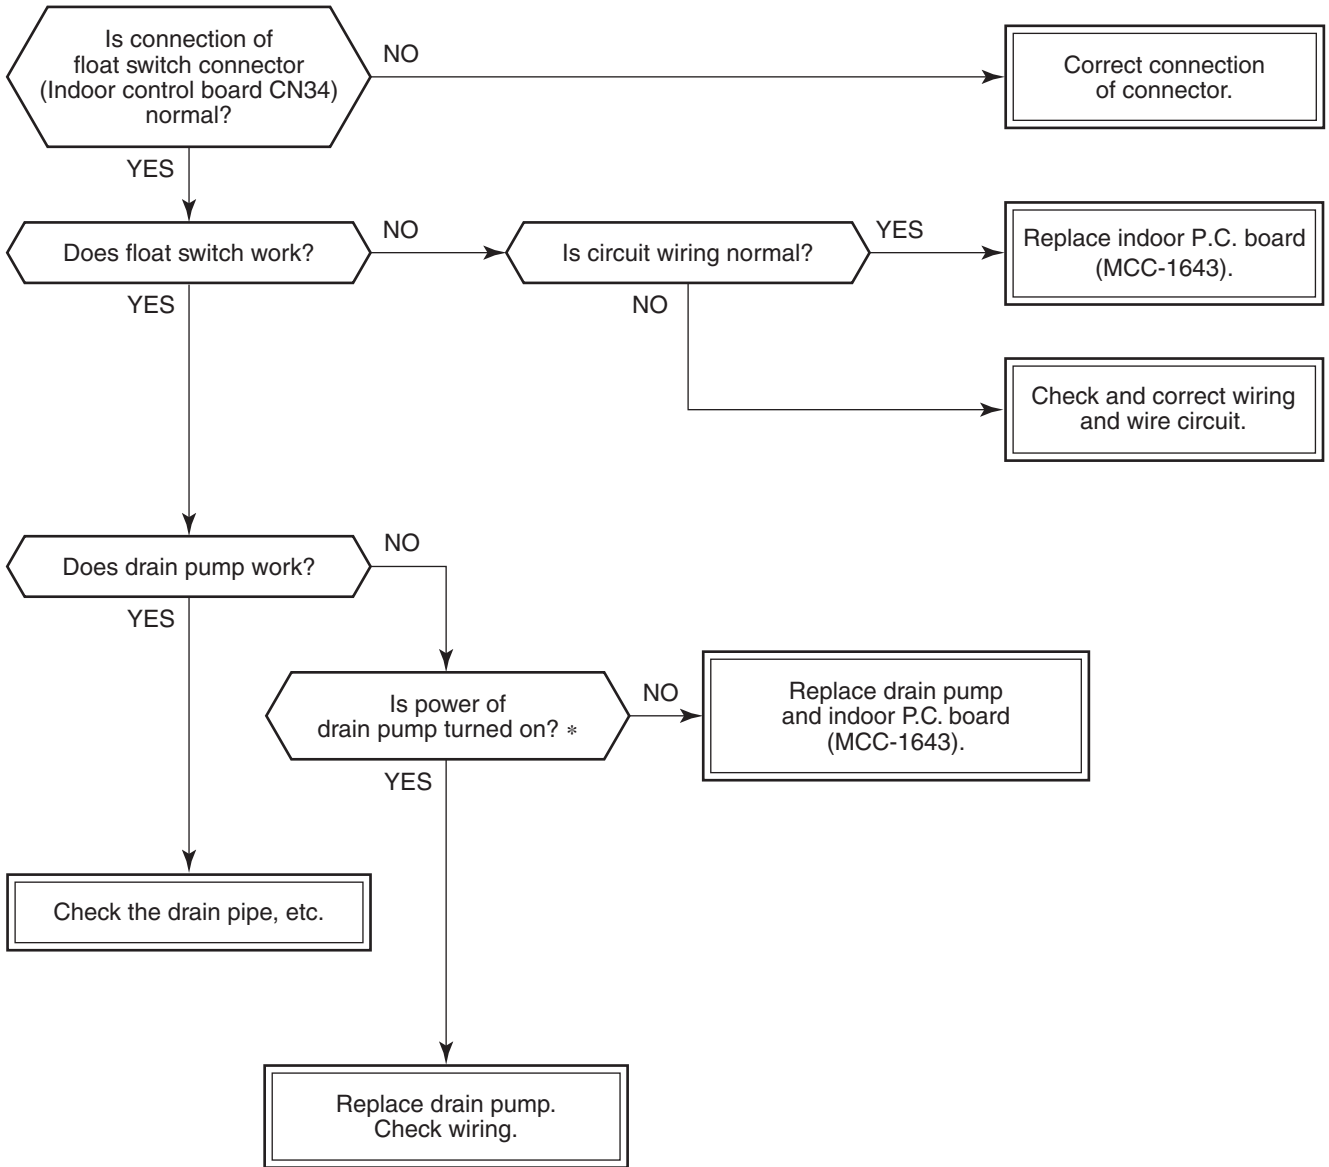 Is connection of
float switch connector
(Indoor control board CN34)
normal?
NO
Correct connection
of connector.
YES
Does float switch work?
NO
Is circuit wiring normal?
YES
Replace indoor P.C. board
(MCC-1643).
YES
NO
Check and correct wiring
and wire circuit.
Does drain pump work?
NO
YES
Is power of
drain pump turned on? *
NO
Replace drain pump
and indoor P.C. board
(MCC-1643).
YES
Check the drain pipe, etc.
Replace drain pump.
Check wiring.